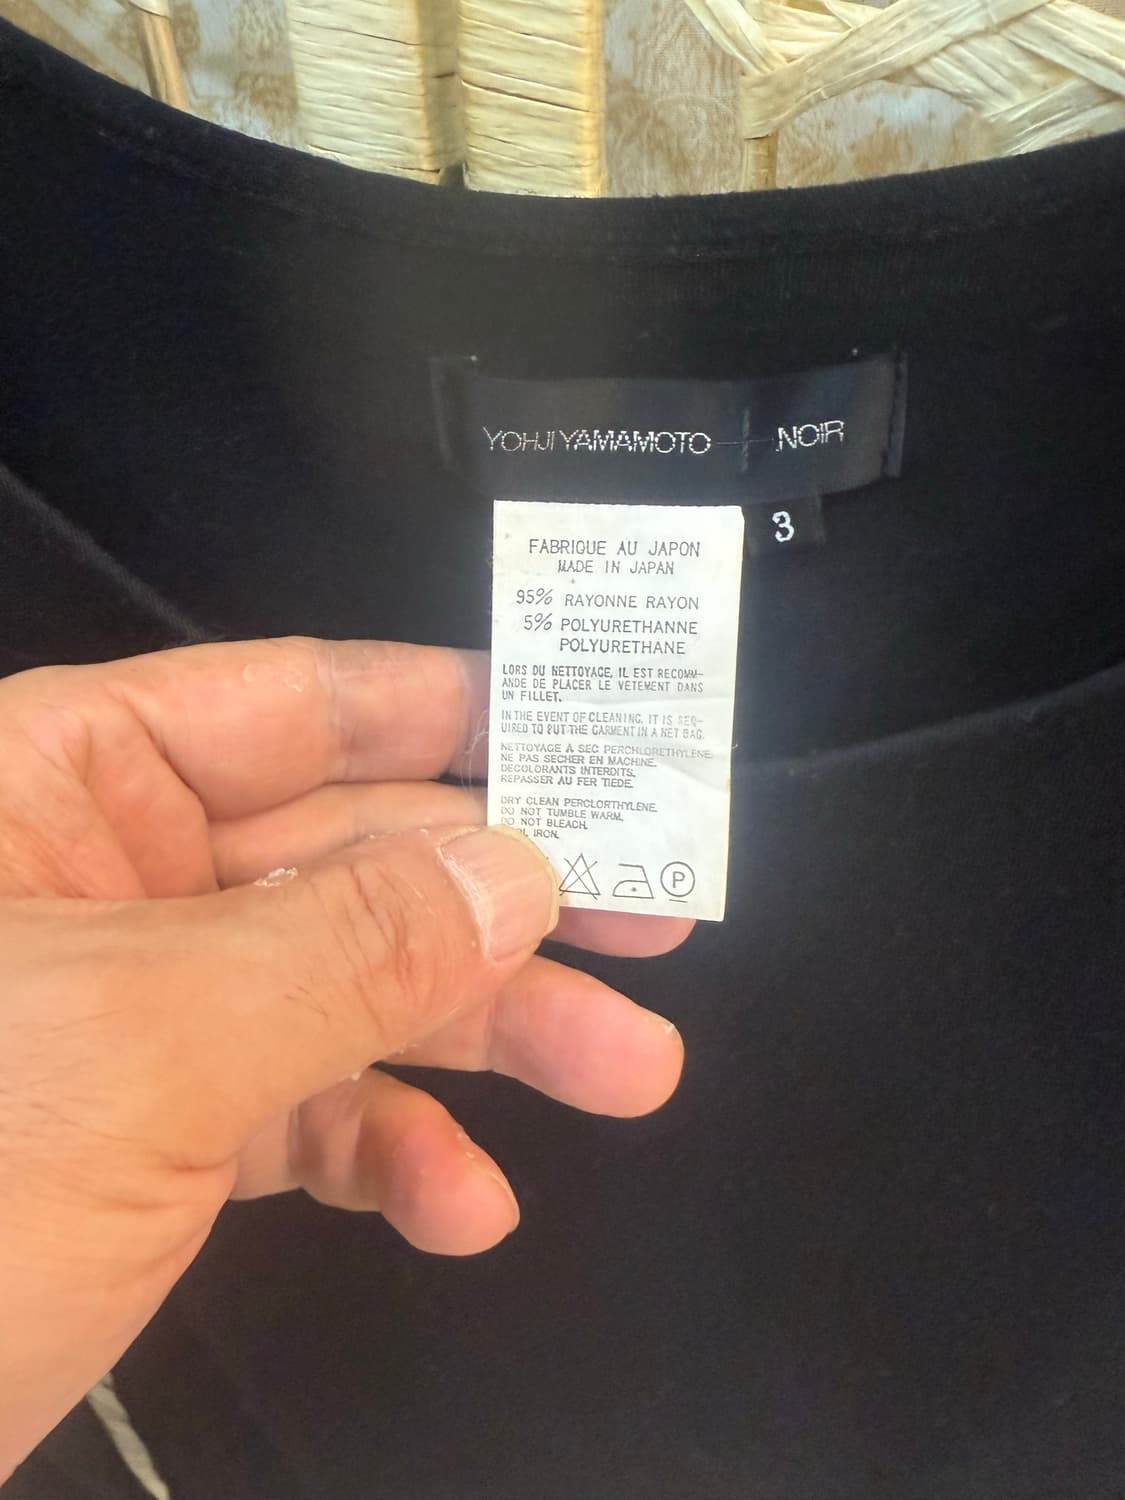 YOHJI YAMAMOTO + NOIR
3
FABRIQUE AU JAPON
MADE IN JAPAN
95% RAYONNE RAYON
5% POLYURETHANNE
POLYURETHANE
LORS DU NETTOYAGE, IL EST RECOMM-
ANDE DE PLACER LE VETEMENT DANS
UN FILLET.
IN THE EVENT OF CLEANING, IT IS SEQ-
UIRED TO PUT THE GARMENT IN A NET BAG.
NETTOYAGE À SEC PERCHLORETHYLENE.
NE PAS SECHER EN MACHINE.
DECOLORANTS INTERDITS.
REPASSER AU FER TIEDE.
DRY CLEAN PERCLORTHYLENE.
DO NOT TUMBLE WARM.
DO NOT BLEACH.
IRON.
P